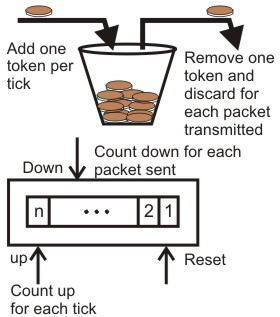 Add one
token per
tick
Remove one
token and
discard for
each packet
transmitted
Count down for each
packet sent
Down
n ••• 2 1
up
Reset
Count up
for each tick